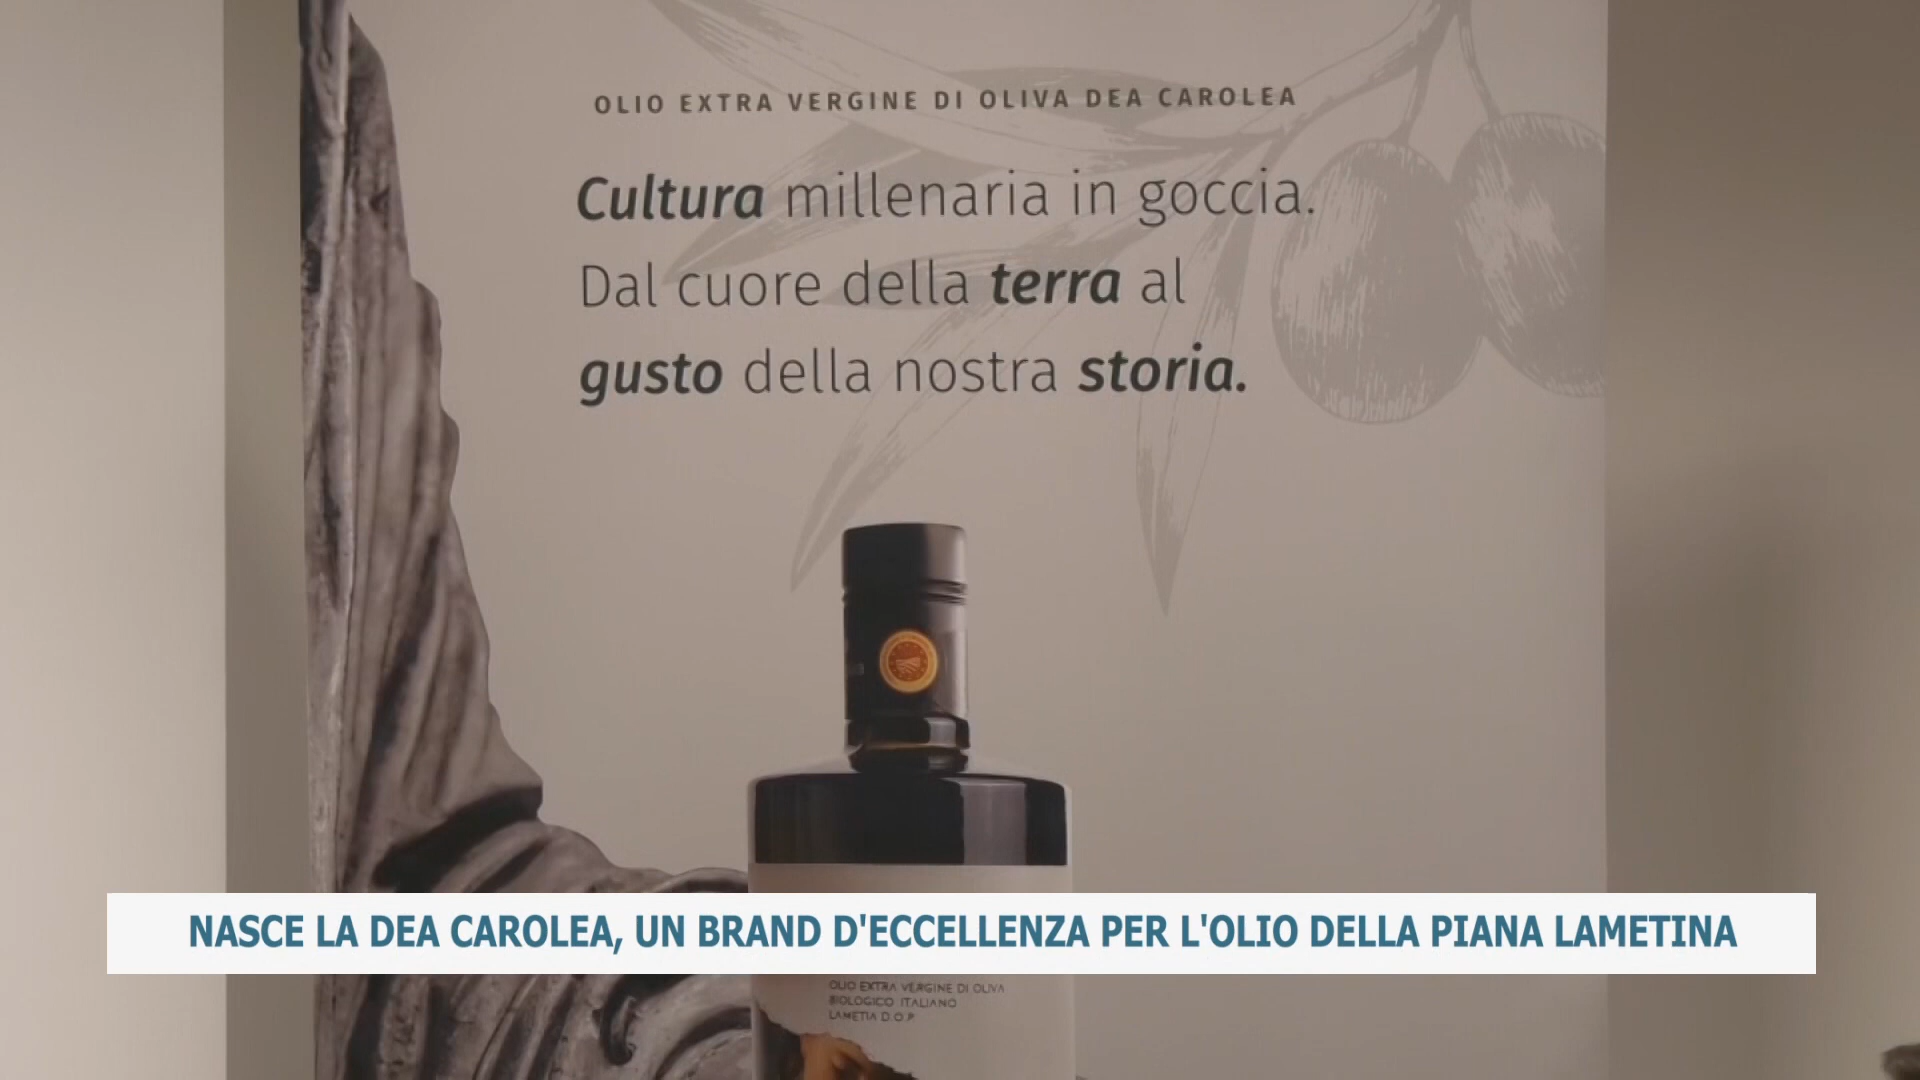 OLIO EXTRA VERGINE DI OLIVA DEA CAROLEA
Cultura millenaria in goccia.
Dal cuore della terra al
gusto della nostra storia.
NASCE LA DEA CAROLEA, UN BRAND D'ECCELLENZA PER L'OLIO DELLA PIANA LAMETINA
OLIO EXTRA VERGINE DI OLIVA
BIOLOGICO ITALIANO
LAMETIA D.O.P